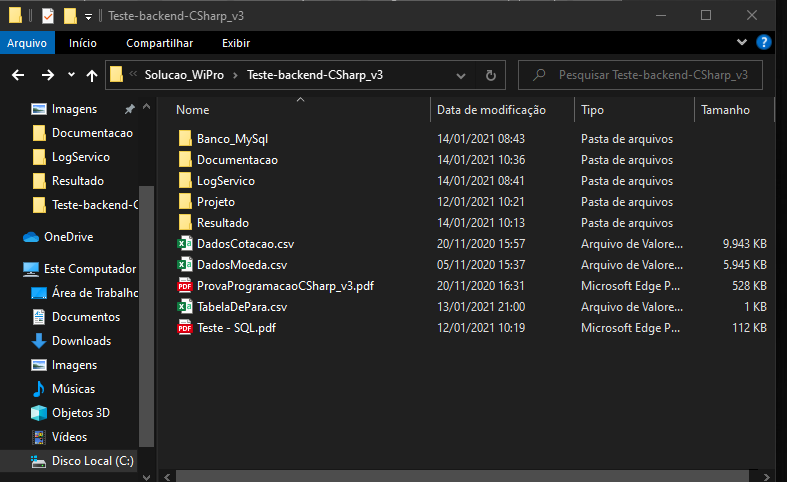 Teste-backend-CSharp_v3
Arquivo Início Compartilhar Exibir
Solucao_WiPro Teste-backend-CSharp_v3 Pesquisar Teste-backend-CSharp_v3
Imagens
Documentacao
LogServico
Resultado
Teste-backend-C
OneDrive
Este Computador
Área de Trabalho
Documentos
Downloads
Imagens
Músicas
Objetos 3D
Vídeos
Disco Local (C:)
Nome Data de modificação Tipo Tamanho
Banco_MySql 14/01/2021 08:43 Pasta de arquivos
Documentacao 14/01/2021 10:36 Pasta de arquivos
LogServico 14/01/2021 08:41 Pasta de arquivos
Projeto 12/01/2021 10:21 Pasta de arquivos
Resultado 14/01/2021 10:13 Pasta de arquivos
DadosCotacao.csv 20/11/2020 15:57 Arquivo de Valore... 9.943 KB
DadosMoeda.csv 05/11/2020 15:37 Arquivo de Valore... 5.945 KB
PDF ProvaProgramacaoCSharp_v3.pdf 20/11/2020 16:31 Microsoft Edge P... 528 KB
TabelaDePara.csv 13/01/2021 21:00 Arquivo de Valore... 1 KB
PDF Teste - SQL.pdf 12/01/2021 10:19 Microsoft Edge P... 112 KB